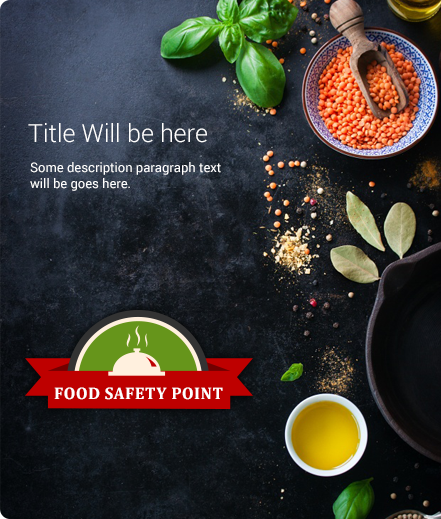 Title Will be here
Some description paragraph text
will be goes here.
FOOD SAFETY POINT